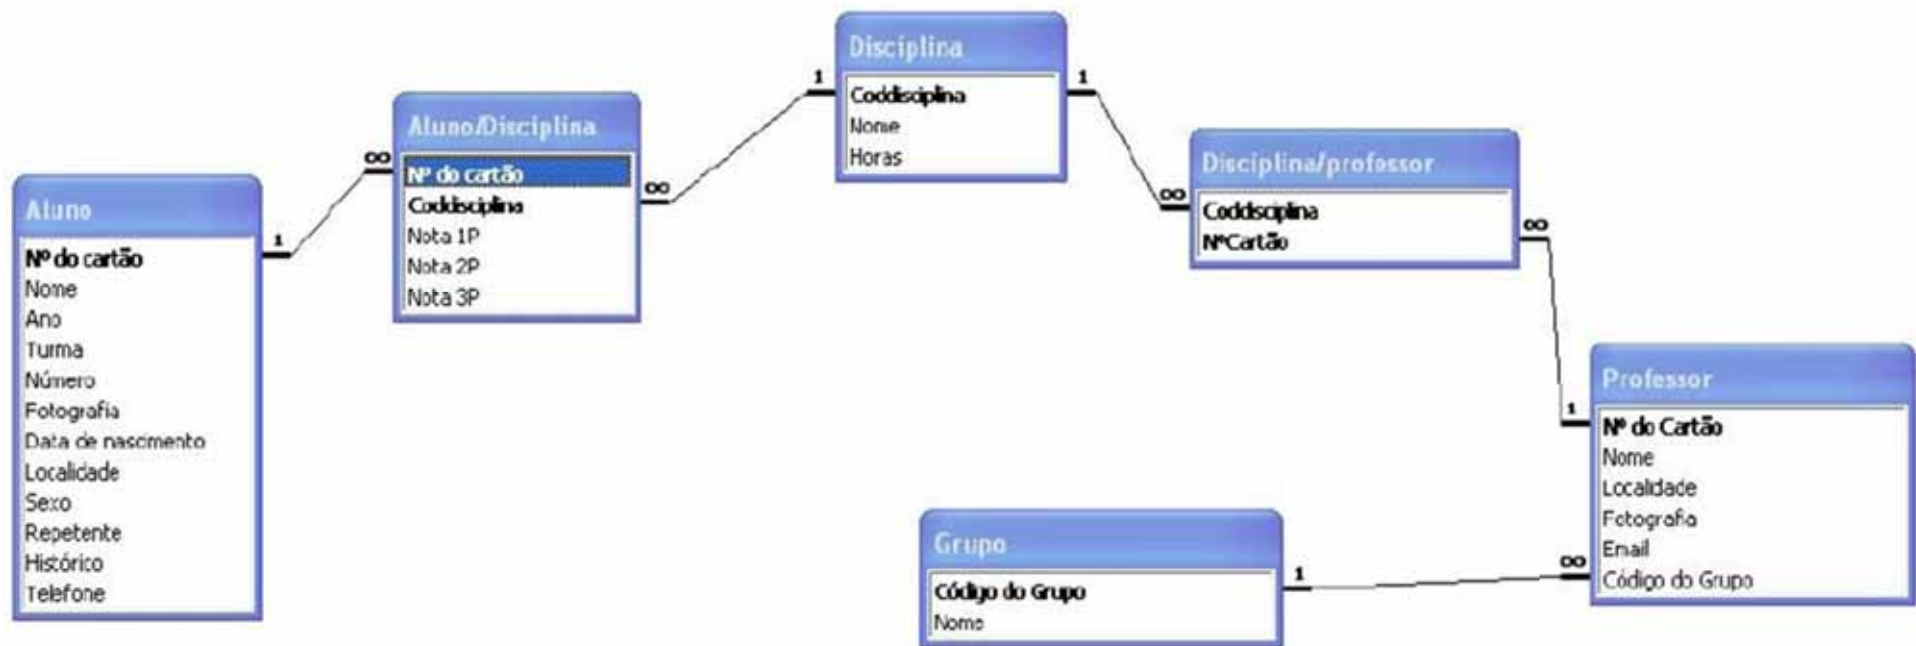 Aluno
Nº do cartão
Nome
Ano
Turma
Número
Fotografia
Data de nascimento
Localidade
Sexo
Repetente
Histórico
Telefone
1
∞
Aluno/Disciplina
Nº do cartão
Coddisciplina
Nota 1P
Nota 2P
Nota 3P
∞
1
Disciplina
Coddisciplina
Nome
Horas
1
∞
Disciplina/professor
Coddisciplina
NºCartão
∞
1
Professor
Nº do Cartão
Nome
Localidade
Fotografia
Email
Código do Grupo
∞
1
Grupo
Código do Grupo
Nome